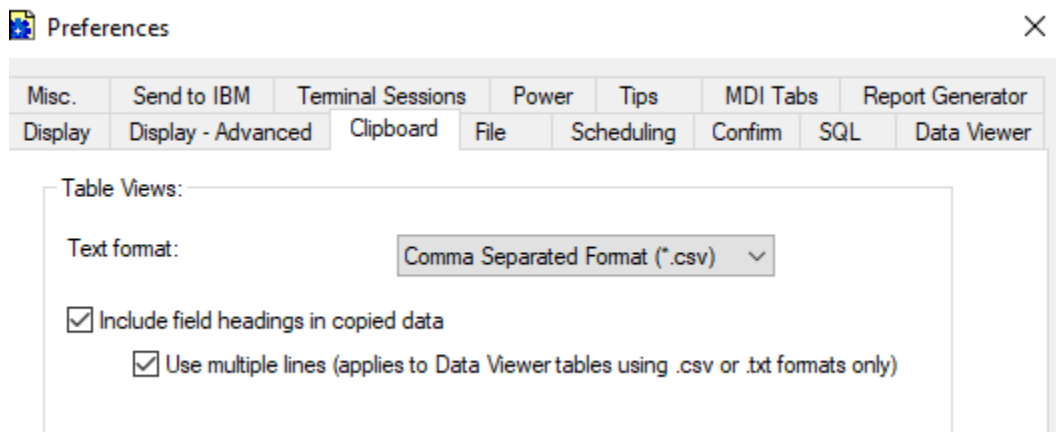 Preferences
Misc. Send to IBM Terminal Sessions Power Tips MDI Tabs Report Generator
Display Display - Advanced Clipboard File Scheduling Confirm SQL Data Viewer
Table Views:
Text format: Comma Separated Format (*.csv)
Include field headings in copied data
Use multiple lines (applies to Data Viewer tables using .csv or .txt formats only)